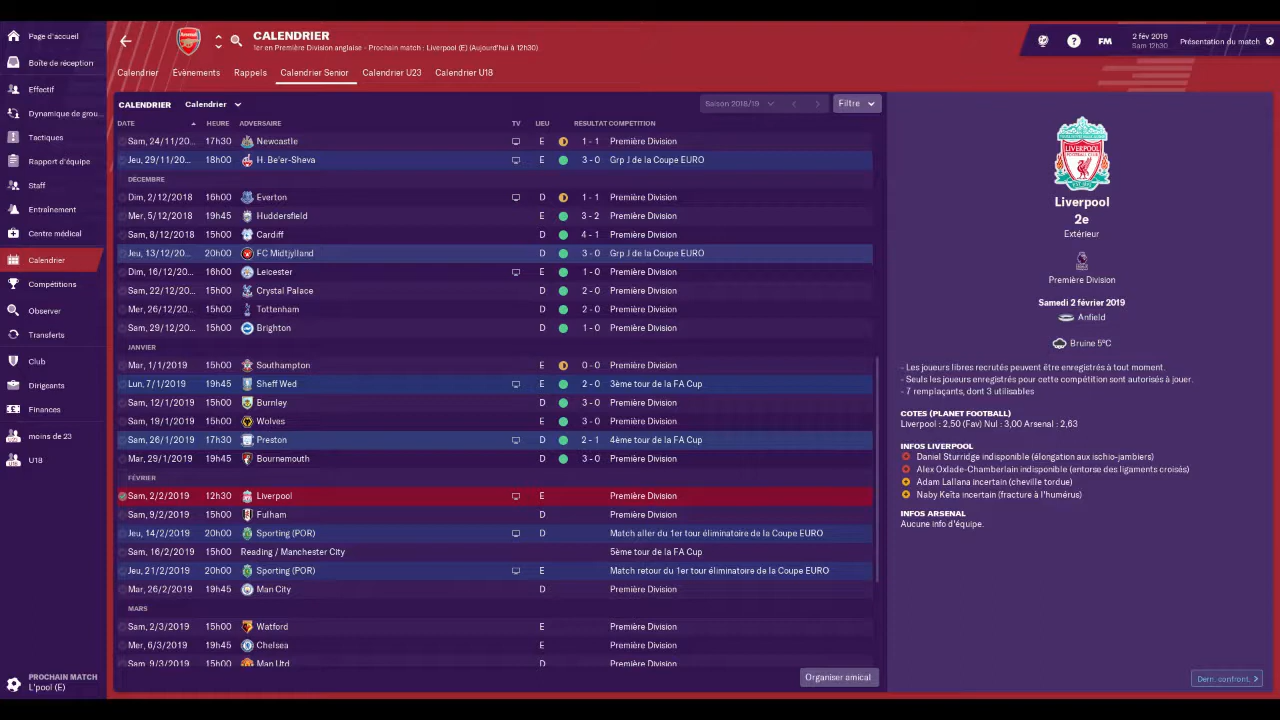 Page d'accueil
Boîte de réception
Effectif
Dynamique de grou...
Tactiques
Rapport d'équipe
Staff
Entraînement
Centre médical
Calendrier
Compétitions
Observer
Transferts
Club
Dirigeants
Finances
moins de 23
U18
PROCHAIN MATCH
L'pool (E)
CALENDRIER
1er en Première Division anglaise - Prochain match : Liverpool (E) (Aujourd'hui à 12h30)
FM
2 fév 2019
Sam 12h30
Présentation du match
Calendrier Evènements Rappels Calendrier Senior Calendrier U23 Calendrier U18
CALENDRIER Calendrier Saison 2018/19 Filtre
DATE HEURE ADVERSAIRE TV LIEU RESULTAT COMPETITION
Sam, 24/11/20... 17h30 Newcastle E 1 - 1 Première Division
Jeu, 29/11/20... 18h00 H. Be'er-Sheva E 3 - 0 Grp J de la Coupe EURO
DÉCEMBRE
Dim, 2/12/2018 16h00 Everton D 1 - 1 Première Division
Mer, 5/12/2018 19h45 Huddersfield E 3 - 2 Première Division
Sam, 8/12/2018 15h00 Cardiff D 4 - 1 Première Division
Jeu, 13/12/20... 20h00 FC Midtjylland D 3 - 0 Grp J de la Coupe EURO
Dim, 16/12/20... 16h00 Leicester E 1 - 0 Première Division
Sam, 22/12/20... 15h00 Crystal Palace D 2 - 0 Première Division
Mer, 26/12/20... 15h00 Tottenham D 2 - 0 Première Division
Sam, 29/12/20... 15h00 Brighton D 1 - 0 Première Division
JANVIER
Mar, 1/1/2019 15h00 Southampton E 0 - 0 Première Division
Lun, 7/1/2019 19h45 Sheff Wed E 2 - 0 3ème tour de la FA Cup
Sam, 12/1/2019 15h00 Burnley D 3 - 0 Première Division
Sam, 19/1/2019 15h00 Wolves E 3 - 0 Première Division
Sam, 26/1/2019 17h30 Preston D 2 - 1 4ème tour de la FA Cup
Mar, 29/1/2019 19h45 Bournemouth D 3 - 0 Première Division
FÉVRIER
Sam, 2/2/2019 12h30 Liverpool E Première Division
Sam, 9/2/2019 15h00 Fulham D Première Division
Jeu, 14/2/2019 20h00 Sporting (POR) D Match aller du 1er tour éliminatoire de la Coupe EURO
Sam, 16/2/2019 15h00 Reading / Manchester City 5ème tour de la FA Cup
Jeu, 21/2/2019 20h00 Sporting (POR) E Match retour du 1er tour éliminatoire de la Coupe EURO
Mar, 26/2/2019 19h45 Man City D Première Division
MARS
Sam, 2/3/2019 15h00 Watford E Première Division
Mer, 6/3/2019 19h45 Chelsea E Première Division
Sam, 9/3/2019 15h00 Man Utd D Première Division
Organiser amical
Liverpool
2e
Extérieur
Première Division
Samedi 2 février 2019
Anfield
Bruine 5ºC
- Les joueurs libres recrutés peuvent être enregistrés à tout moment.
- Seuls les joueurs enregistrés pour cette compétition sont autorisés à jouer.
- 7 remplaçants, dont 3 utilisables
COTES (PLANET FOOTBALL)
Liverpool : 2,50 (Fav) Nul : 3,00 Arsenal : 2,63
INFOS LIVERPOOL
Daniel Sturridge indisponible (élongation aux ischio-jambiers)
Alex Oxlade-Chamberlain indisponible (entorse des ligaments croisés)
Adam Lallana incertain (cheville tordue)
Naby Keïta incertain (fracture à l'humérus)
INFOS ARSENAL
Aucune info d'équipe.
Dern. confront.